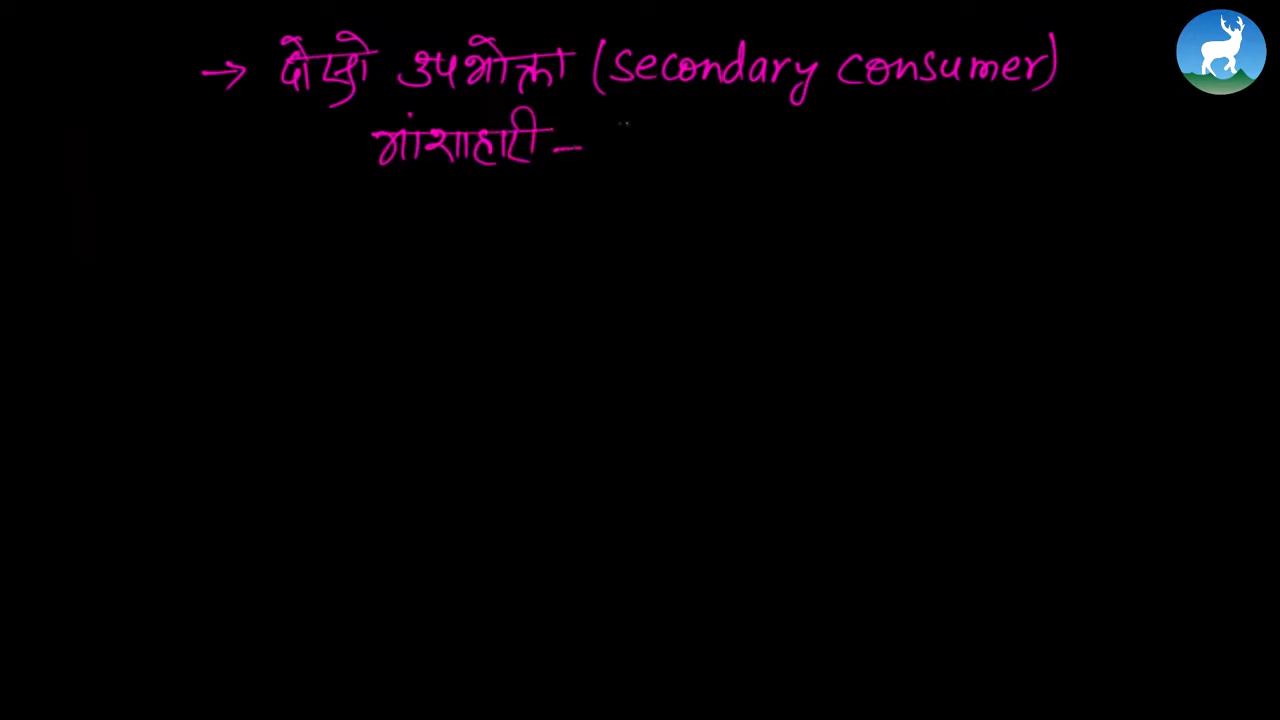 → उपभोक्ता (secondary consumer)
मांसाहारी -